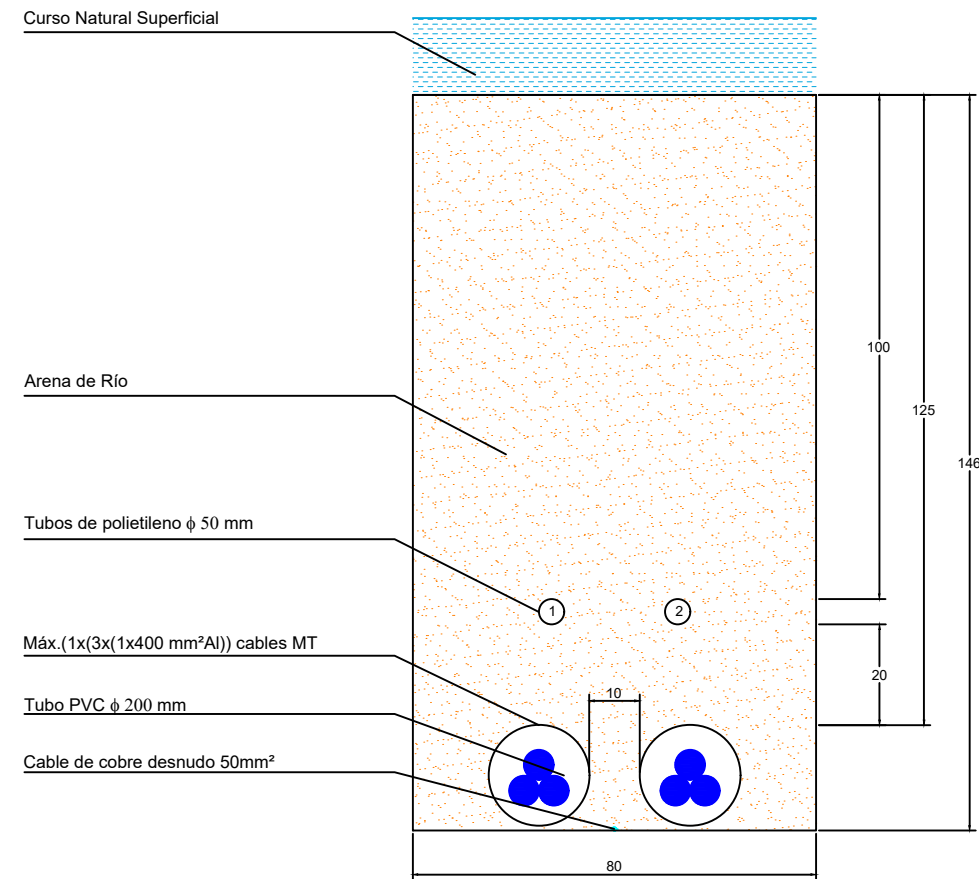 Curso Natural Superficial
Arena de Río
Tubos de polietileno ϕ 50 mm
Máx.(1x(3x(1x400 mm²Al)) cables MT
Tubo PVC ϕ 200 mm
Cable de cobre desnudo 50mm²
1
2
10
100
125
146
20
80